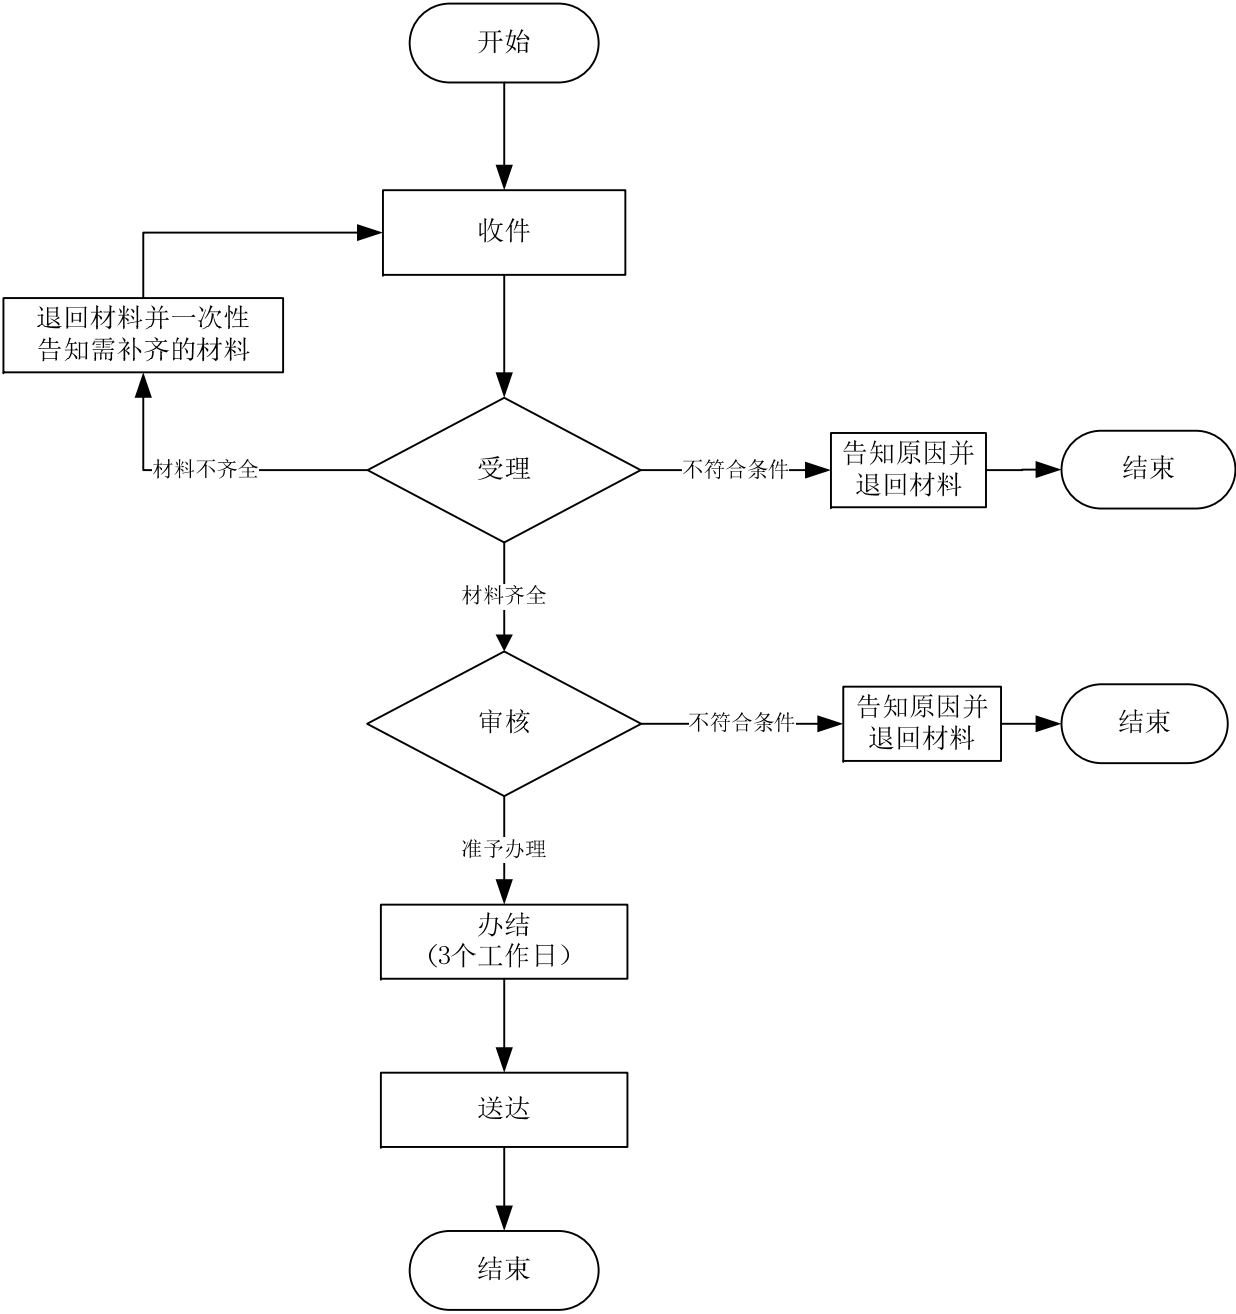 开始
收件
退回材料并一次性
告知需补齐的材料
材料不齐全
受理
不符合条件
告知原因并
退回材料
结束
材料齐全
审核
不符合条件
告知原因并
退回材料
结束
准予办理
办结
（3个工作日）
送达
结束